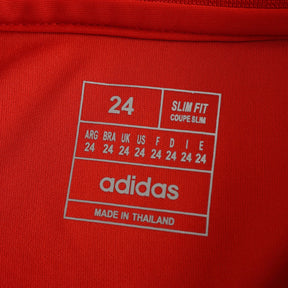 24
SLIM FIT
COUPE SLIM
ARG BRA UK US F D I E
24 24 24 24 24 24 24 24
adidas
MADE IN THAILAND